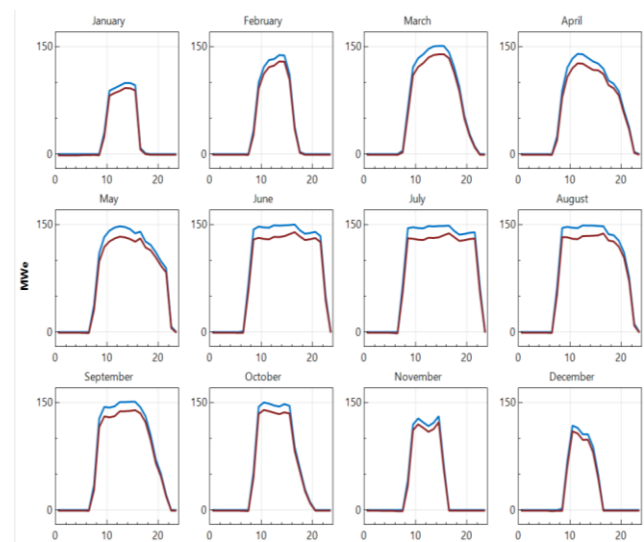 January February March April
150 150 150 150
0 0 0 0
0 10 20 0 10 20 0 10 20 0 10 20
May June July August
150 150 150 150
MWe
0 0 0 0
0 10 20 0 10 20 0 10 20 0 10 20
September October November December
150 150 150 150
0 0 0 0
0 10 20 0 10 20 0 10 20 0 10 20